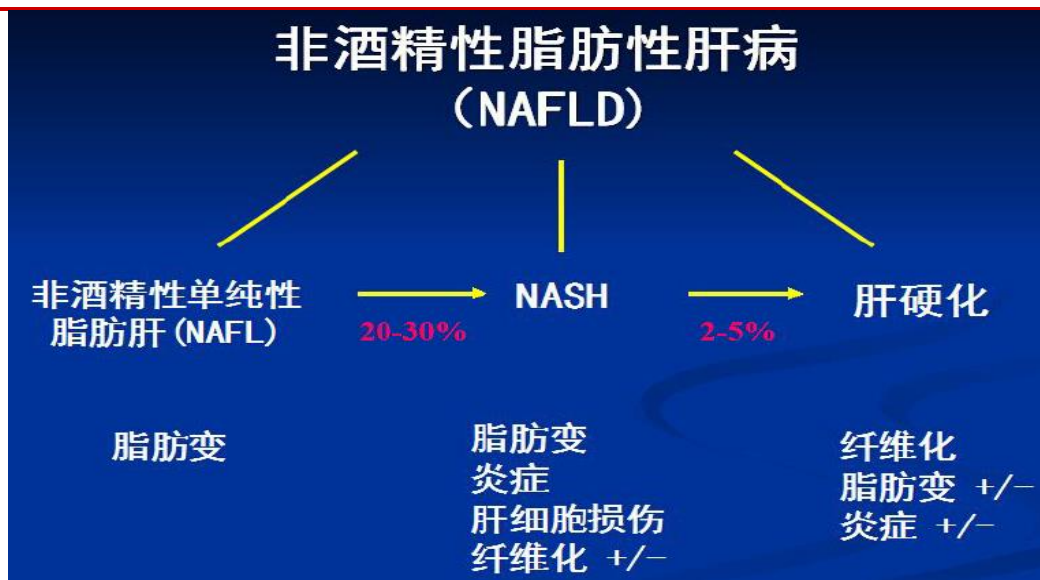 非酒精性脂肪性肝病
(NAFLD)
非酒精性单纯性
脂肪肝(NAFL)
20-30%
NASH
2-5%
肝硬化
脂肪变
脂肪变
炎症
肝细胞损伤
纤维化 +/-
纤维化
脂肪变 +/-
炎症 +/-